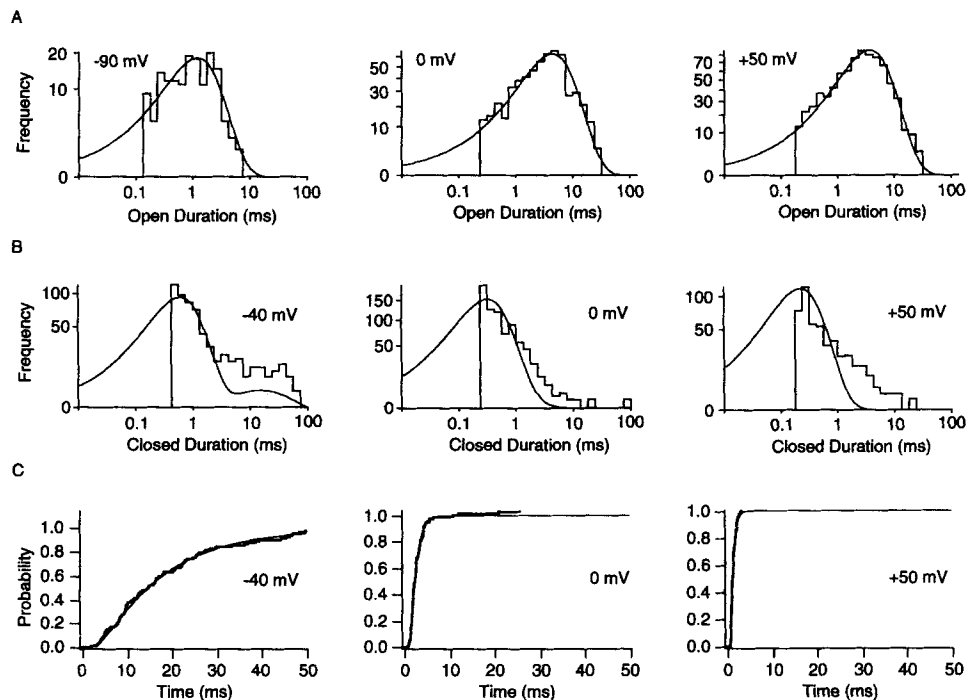 A
-90 mV
0 mV
+50 mV
Frequency
20
10
0
50
30
10
0
70
50
30
10
0
0.1 1 10 100
0.1 1 10 100
0.1 1 10 100
Open Duration (ms)
Open Duration (ms)
Open Duration (ms)
B
-40 mV
0 mV
+50 mV
Frequency
100
50
0
150
100
50
0
100
50
0
0.1 1 10 100
0.1 1 10 100
0.1 1 10 100
Closed Duration (ms)
Closed Duration (ms)
Closed Duration (ms)
C
-40 mV
0 mV
+50 mV
Probability
1.0
0.8
0.6
0.4
0.2
0.0
1.0
0.8
0.6
0.4
0.2
0.0
1.0
0.8
0.6
0.4
0.2
0.0
0 10 20 30 40 50
0 10 20 30 40 50
0 10 20 30 40 50
Time (ms)
Time (ms)
Time (ms)